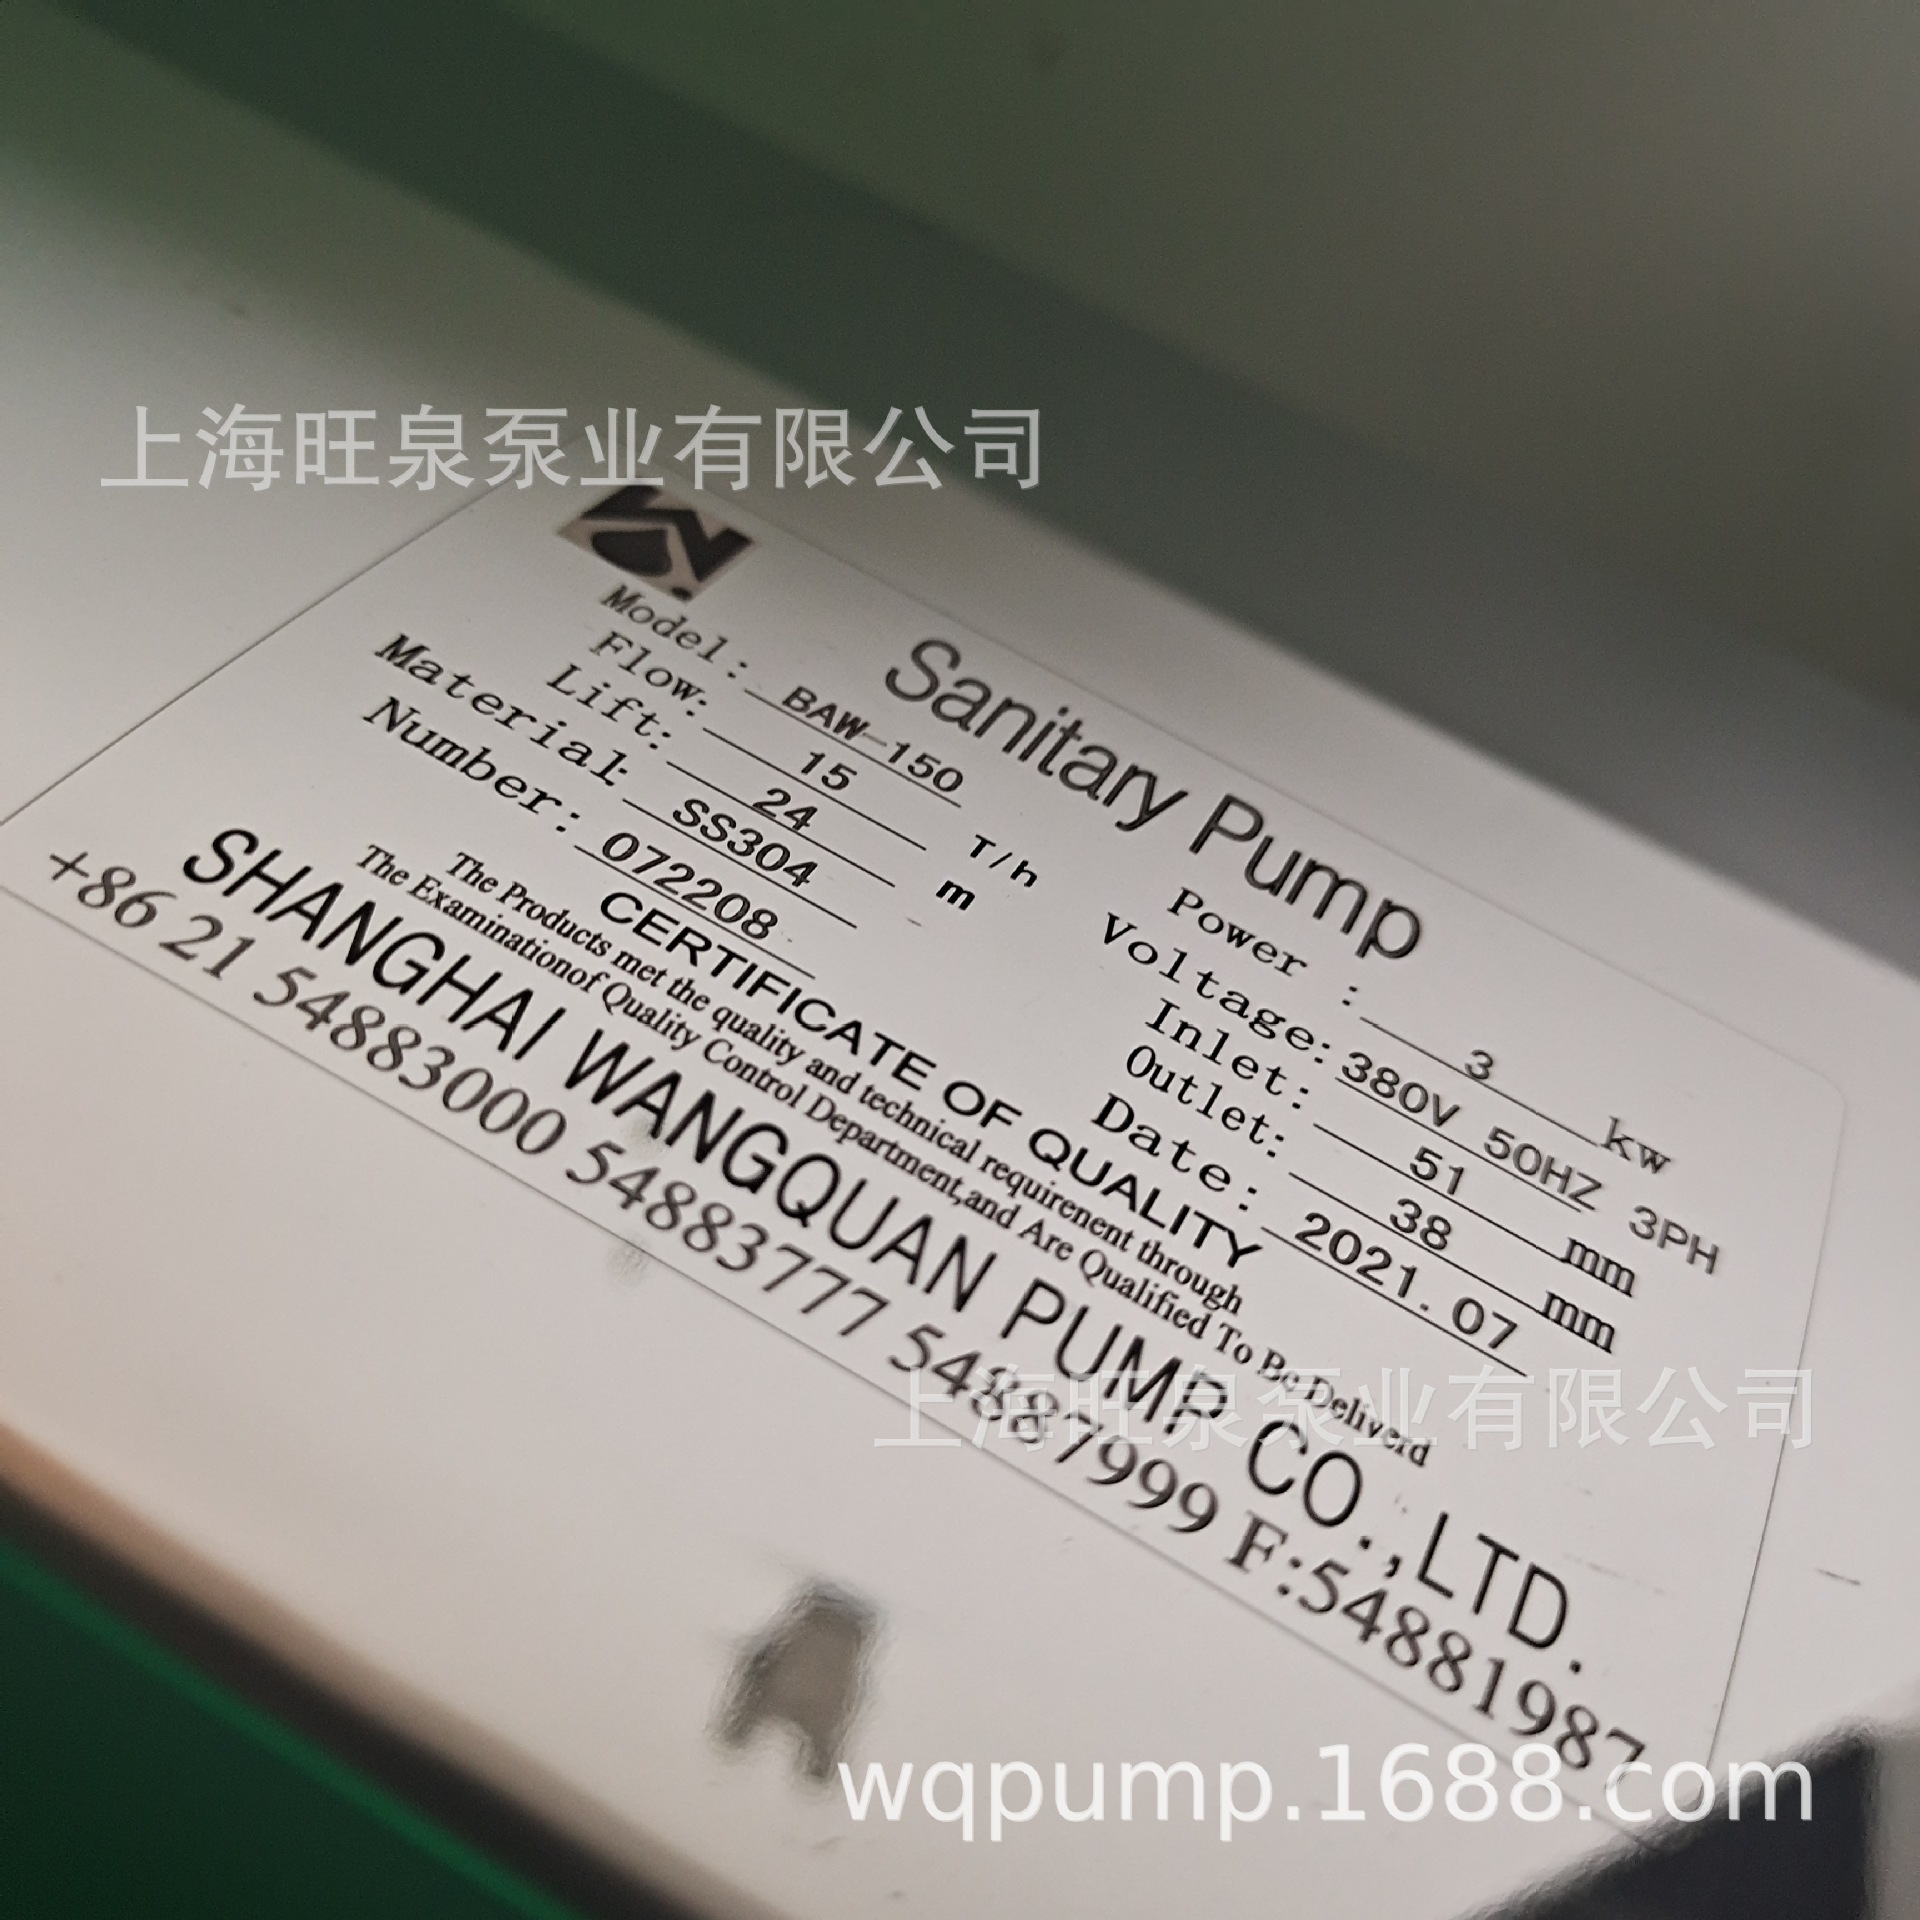 上海旺泉泵业有限公司
Sanitary Pump
Model: BAW-150
Flow: 15 T/h
Lift: 24 m
Material: SS304
Number: 072208
Power : 3 kw
Voltage: 380V 50HZ 3PH
Inlet: 51 mm
Outlet: 38 mm
Date: 2021.07
CERTIFICATE OF QUALITY
The Products met the quality and technical requirenent through
The Examinationof Quality Control Department,and Are Qualified To Be Deliverd
SHANGHAI WANGQUAN PUMP CO.,LTD.
+86 21 54883000 54883777 54887999 F:54881987
上海旺泉泵业有限公司
wqpump.1688.com